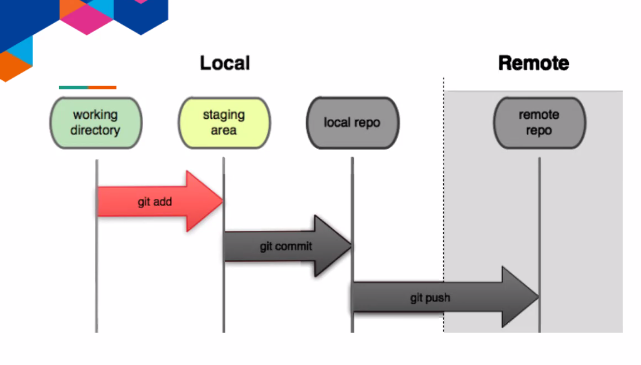 Local
Remote
working
directory
staging
area
local repo
remote
repo
git add
git commit
git push